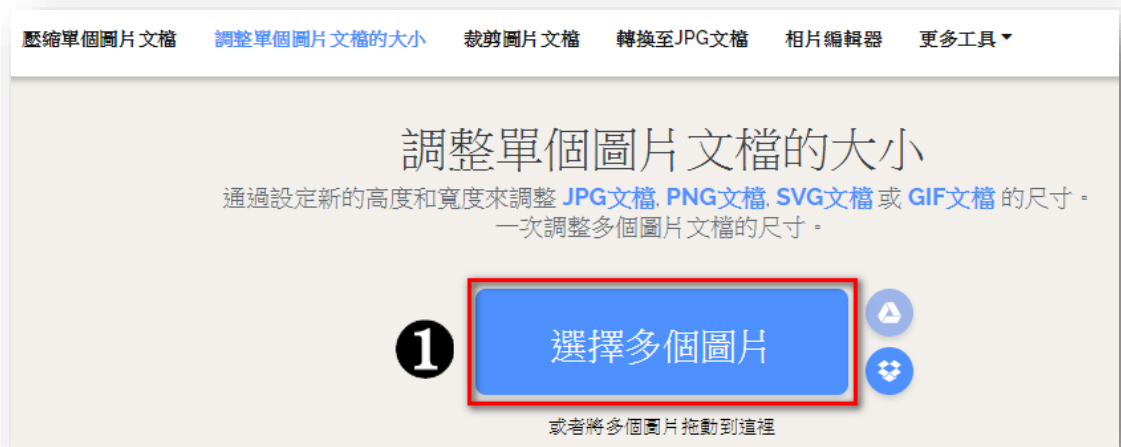 壓縮單個圖片文檔 調整單個圖片文檔的大小 裁剪圖片文檔 轉換至JPG文檔 相片編輯器 更多工具
調整單個圖片文檔的大小
通過設定新的高度和寬度來調整 JPG文檔, PNG文檔, SVG文檔 或 GIF文檔 的尺寸。
一次調整多個圖片文檔的尺寸。
1 選擇多個圖片
或者將多個圖片拖動到這裡